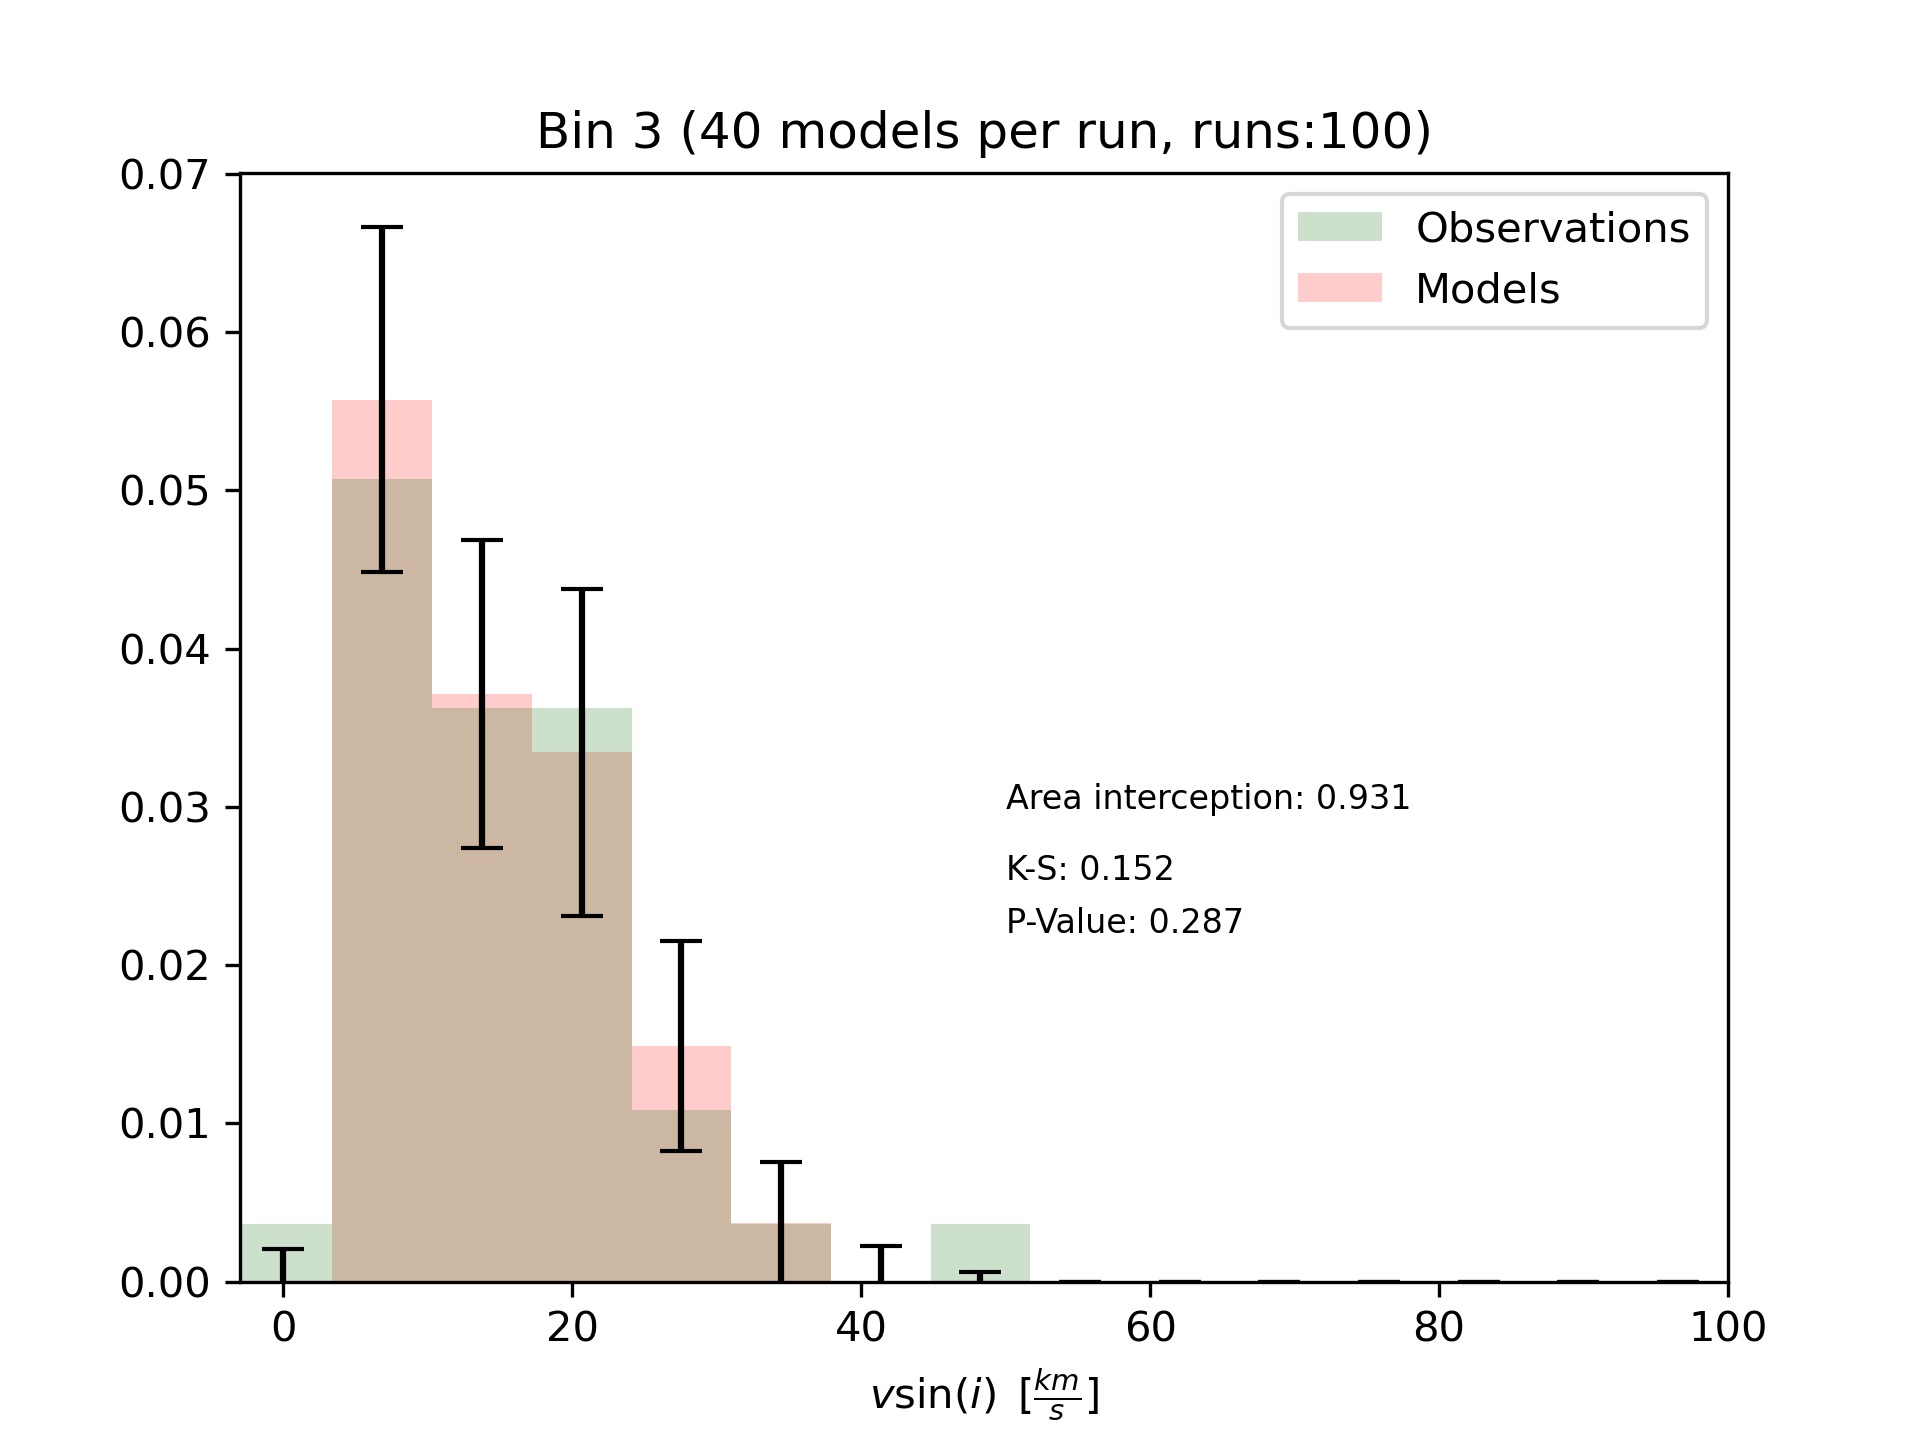 Bin 3 (40 models per run, runs:100)
0.07
0.06
0.05
0.04
0.03
0.02
0.01
0.00
Observations
Models
Area interception: 0.931
K-S: 0.152
P-Value: 0.287
0 20 40 60 80 100
vsin(i) [km/s]